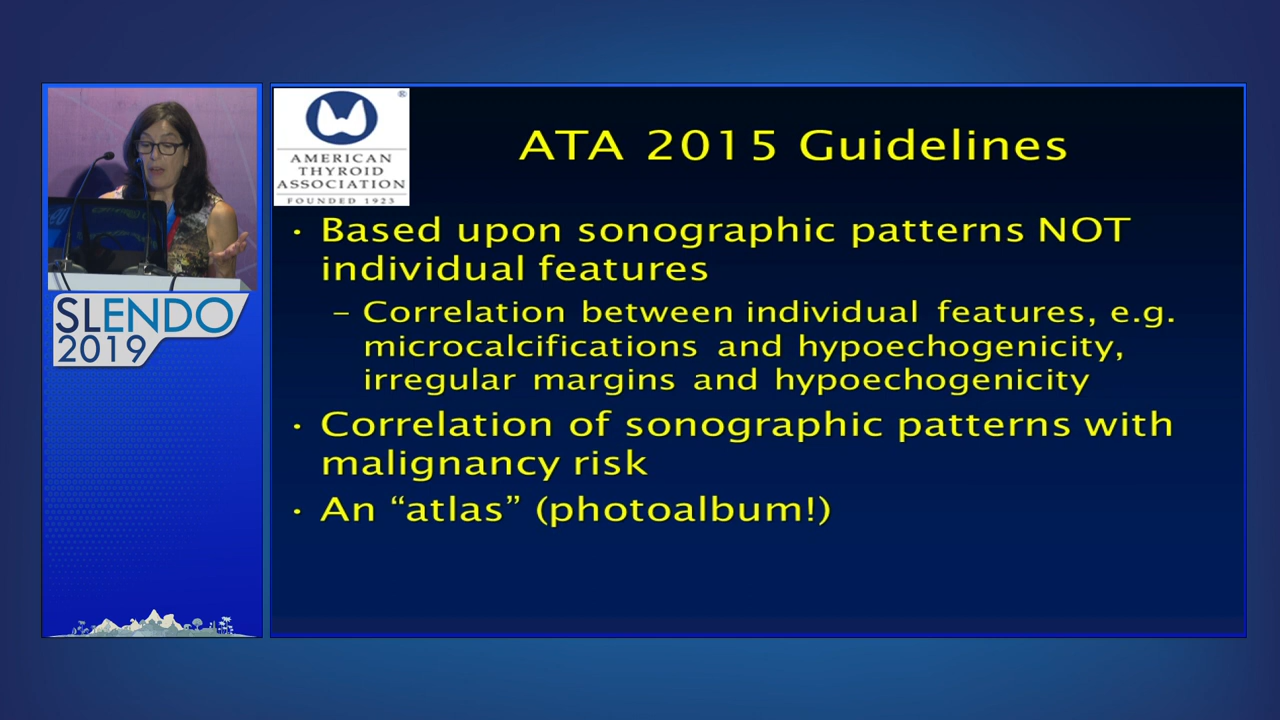 ®
AMERICAN
THYROID
ASSOCIATION
FOUNDED 1923
ATA 2015 Guidelines
• Based upon sonographic patterns NOT
individual features
– Correlation between individual features, e.g.
microcalcifications and hypoechogenicity,
irregular margins and hypoechogenicity
• Correlation of sonographic patterns with
malignancy risk
• An “atlas” (photoalbum!)
SLENDO
2019